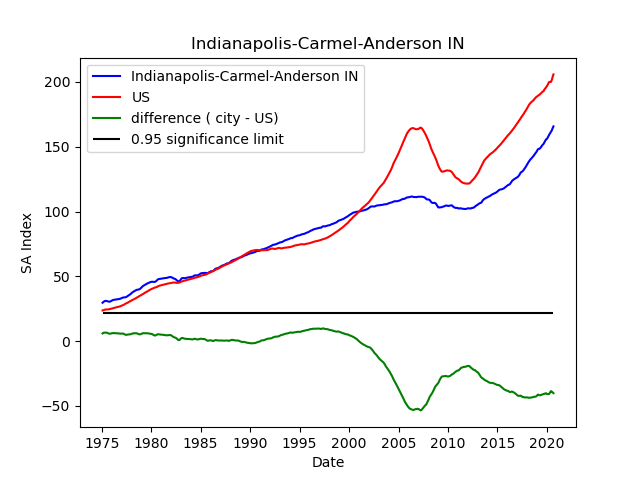 Indianapolis-Carmel-Anderson IN
Indianapolis-Carmel-Anderson IN
US
difference ( city - US)
0.95 significance limit
200
150
100
50
0
−50
SA Index
1975 1980 1985 1990 1995 2000 2005 2010 2015 2020
Date